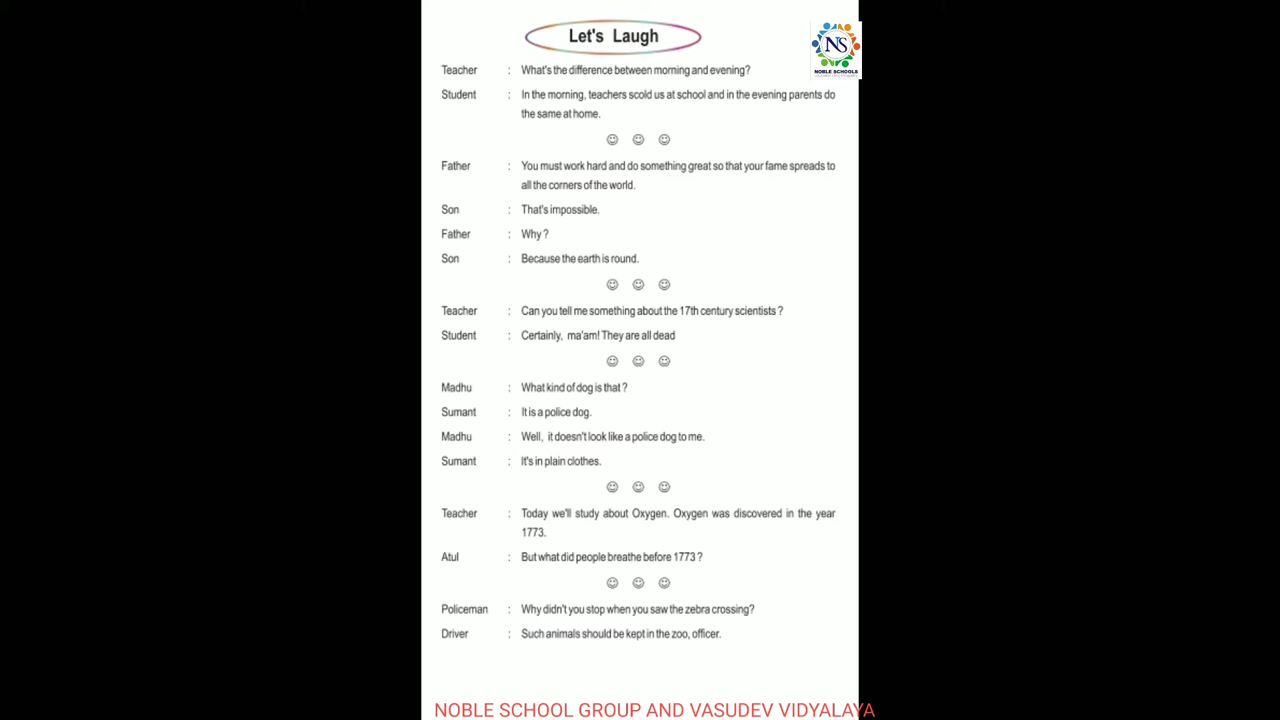 Let's Laugh
NS
NOBLE SCHOOLS
Teacher : What's the difference between morning and evening?
Student : In the morning, teachers scold us at school and in the evening parents do
the same at home.
Father : You must work hard and do something great so that your fame spreads to
all the corners of the world.
Son : That's impossible.
Father : Why ?
Son : Because the earth is round.
Teacher : Can you tell me something about the 17th century scientists ?
Student : Certainly, ma'am! They are all dead
Madhu : What kind of dog is that ?
Sumant : It is a police dog.
Madhu : Well, it doesn't look like a police dog to me.
Sumant : It's in plain clothes.
Teacher : Today we'll study about Oxygen. Oxygen was discovered in the year
1773.
Atul : But what did people breathe before 1773 ?
Policeman : Why didn't you stop when you saw the zebra crossing?
Driver : Such animals should be kept in the zoo, officer.
NOBLE SCHOOL GROUP AND VASUDEV VIDYALAYA